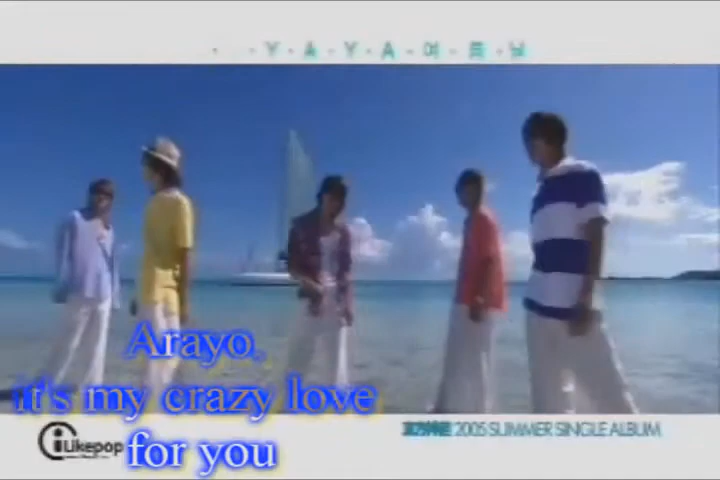 Y·A·Y·A·여·름·날
Arayo,
it's my crazy love
for you
iLikepop
2005 SUMMER SINGLE ALBUM